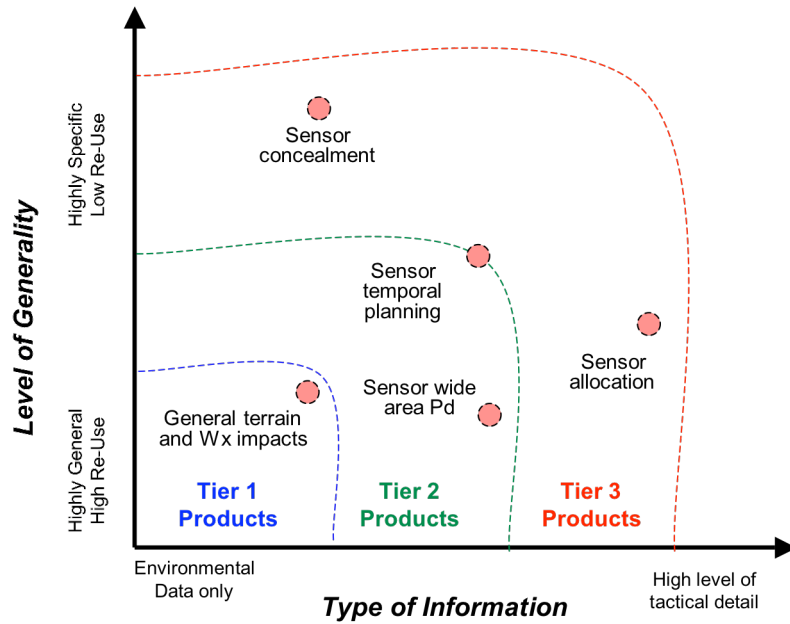 Level of Generality
Highly Specific
Low Re-Use
Highly General
High Re-Use
Sensor
concealment
Sensor
temporal
planning
Sensor
allocation
Sensor wide
area Pd
General terrain
and Wx impacts
Tier 1
Products
Tier 2
Products
Tier 3
Products
Environmental
Data only
High level of
tactical detail
Type of Information